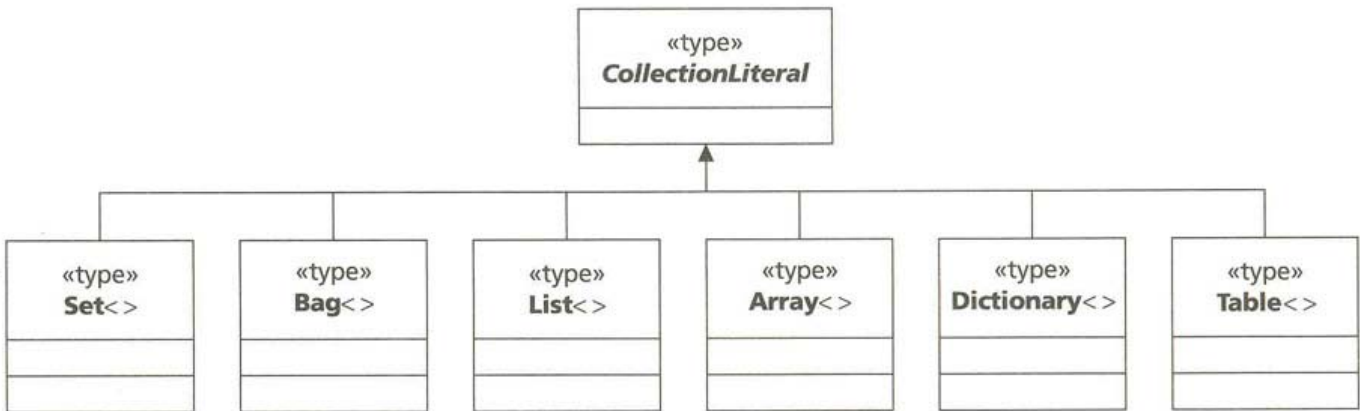 «type»
CollectionLiteral
«type»
Set<>
«type»
Bag<>
«type»
List<>
«type»
Array<>
«type»
Dictionary<>
«type»
Table<>